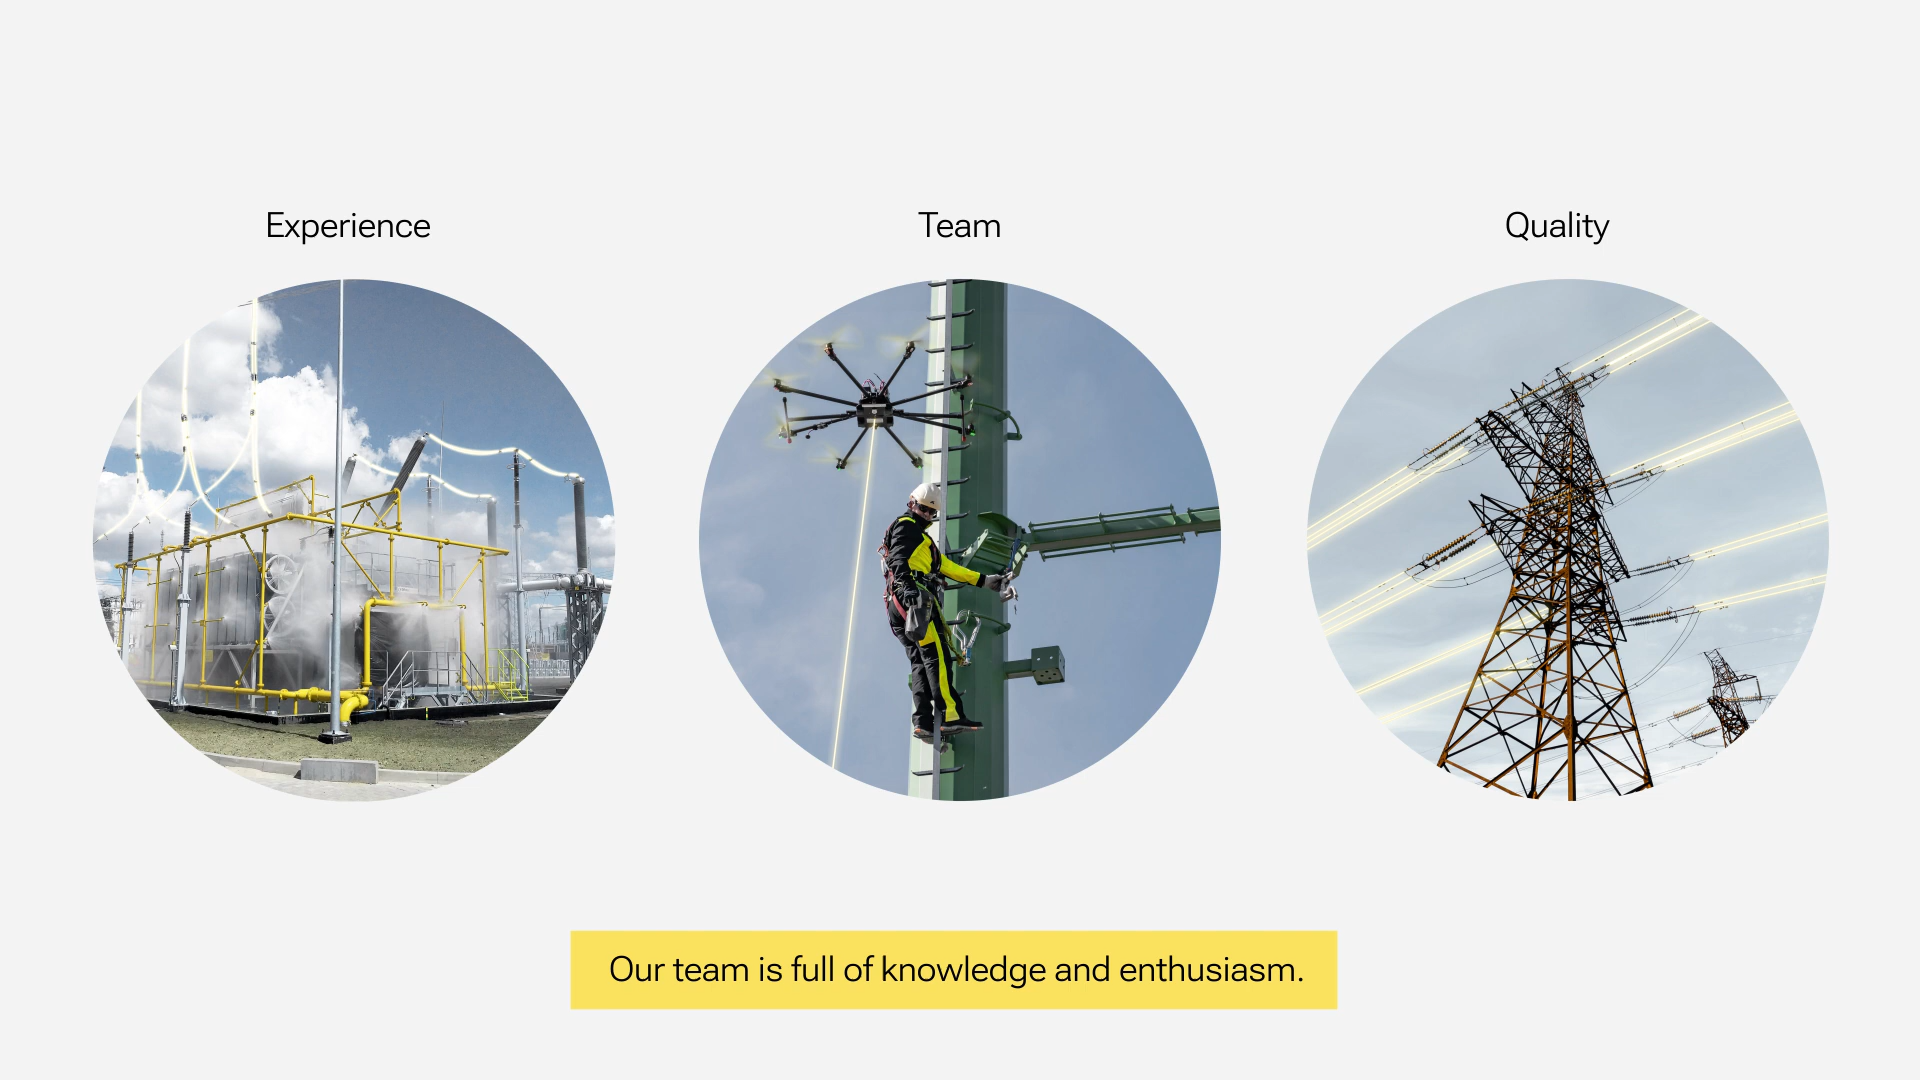 Experience
Team
Quality
Our team is full of knowledge and enthusiasm.